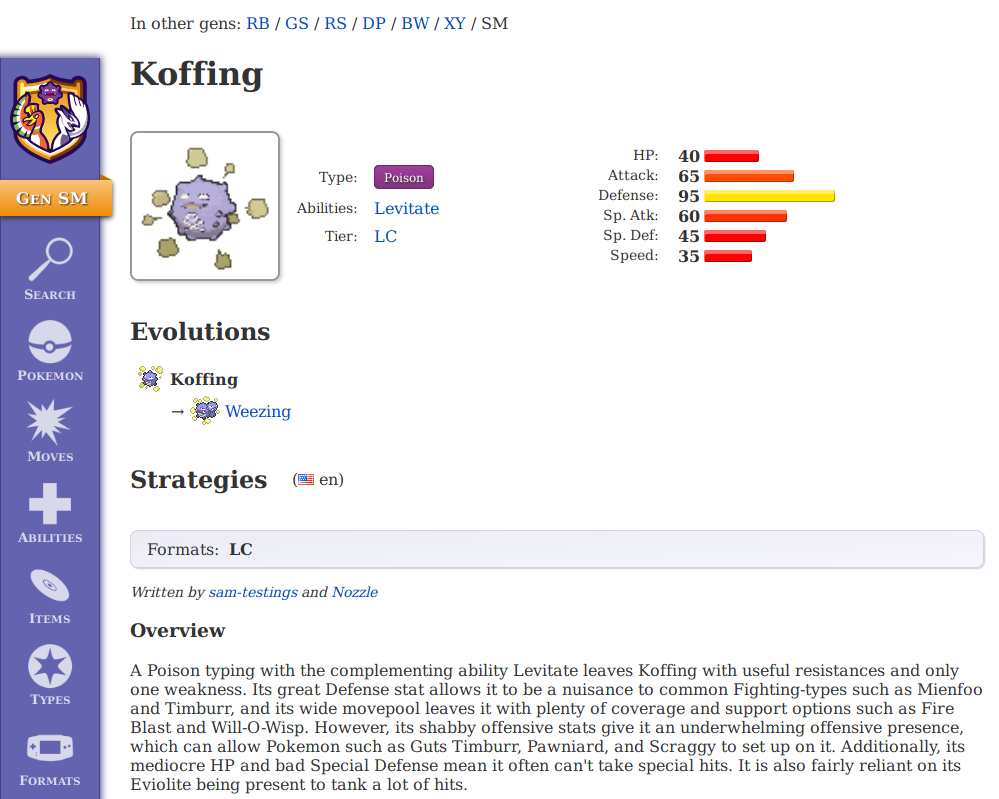 In other gens: RB / GS / RS / DP / BW / XY / SM
Koffing
GEN SM
SEARCH
POKEMON
MOVES
ABILITIES
ITEMS
TYPES
FORMATS
Type: Poison
Abilities: Levitate
Tier: LC
HP: 40
Attack: 65
Defense: 95
Sp. Atk: 60
Sp. Def: 45
Speed: 35
Evolutions
Koffing
→ Weezing
Strategies (en)
Formats: LC
Written by sam-testings and Nozzle
Overview
A Poison typing with the complementing ability Levitate leaves Koffing with useful resistances and only
one weakness. Its great Defense stat allows it to be a nuisance to common Fighting-types such as Mienfoo
and Timburr, and its wide movepool leaves it with plenty of coverage and support options such as Fire
Blast and Will-O-Wisp. However, its shabby offensive stats give it an underwhelming offensive presence,
which can allow Pokemon such as Guts Timburr, Pawniard, and Scraggy to set up on it. Additionally, its
mediocre HP and bad Special Defense mean it often can't take special hits. It is also fairly reliant on its
Eviolite being present to tank a lot of hits.